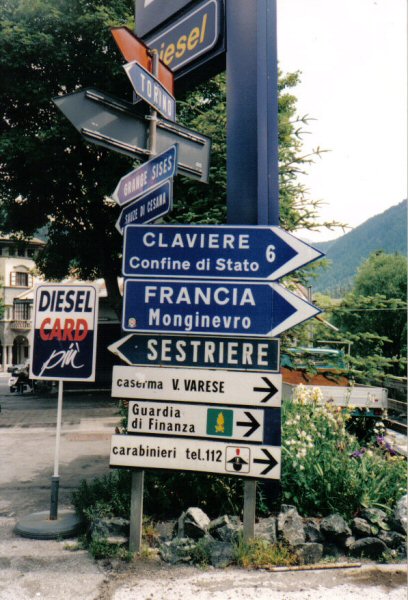 Diesel
TORINO
GRANDE SISES
SAUZE DI CESANA
CLAVIERE
Confine di Stato 6
FRANCIA
Monginevro
SESTRIERE
caserma V. VARESE
Guardia
di Finanza
carabinieri tel.112
DIESEL
CARD
più